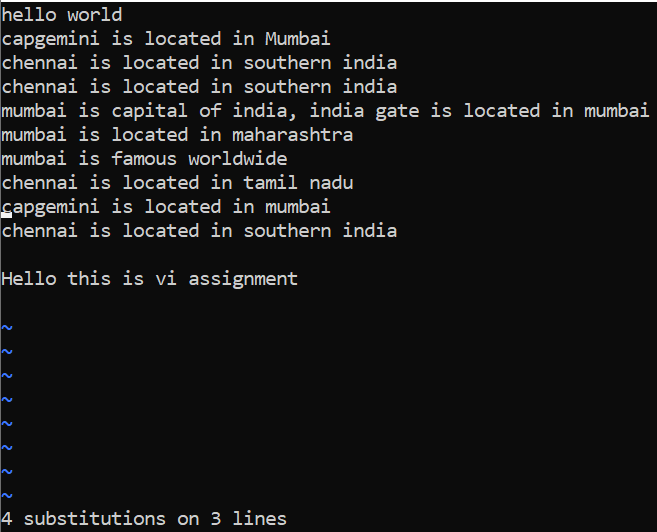 hello world
capgemini is located in Mumbai
chennai is located in southern india
chennai is located in southern india
mumbai is capital of india, india gate is located in mumbai
mumbai is located in maharashtra
mumbai is famous worldwide
chennai is located in tamil nadu
capgemini is located in mumbai
chennai is located in southern india

Hello this is vi assignment

~
~
~
~
~
~
~
~
4 substitutions on 3 lines